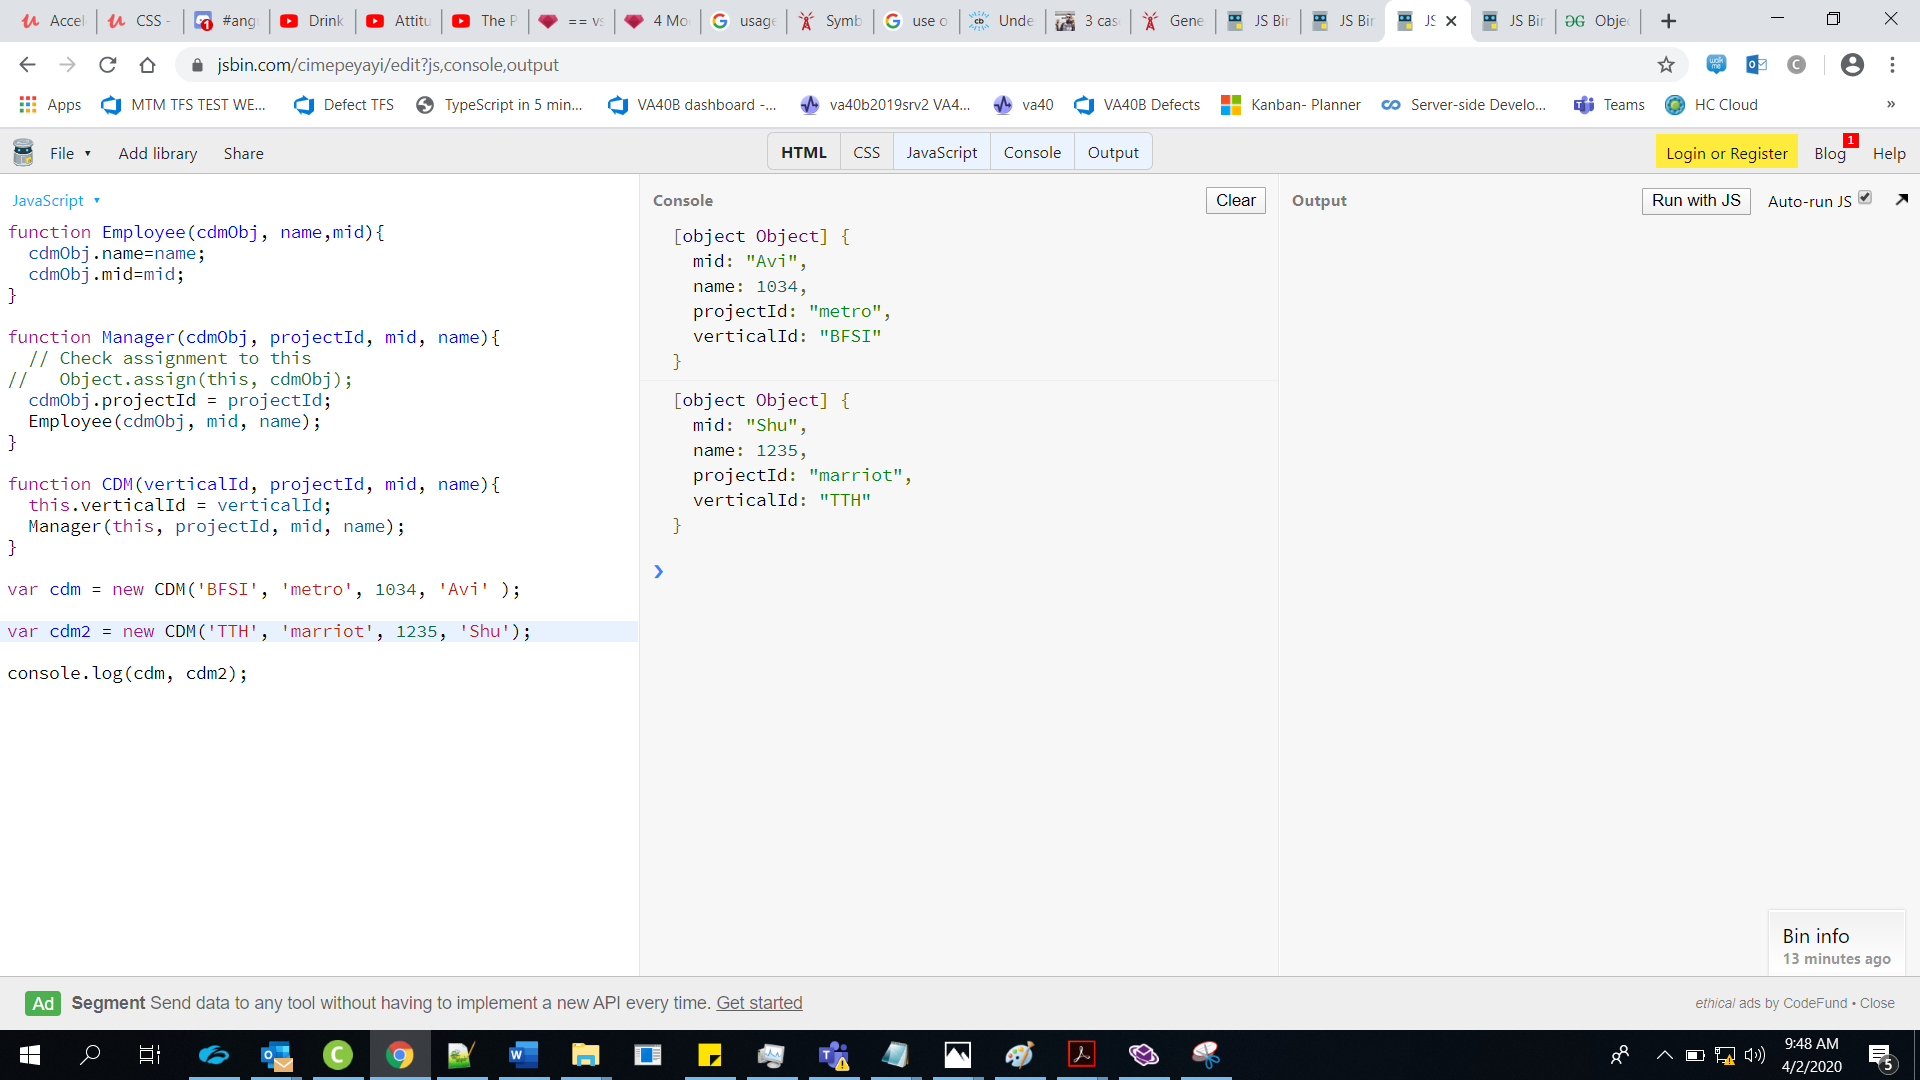 Accel CSS - #ang Drink Attitu The P == vs 4 Mo usage Symb use o Unde 3 cas Gene JS Bin JS Bin JS JS Bin Obje
jsbin.com/cimepeyayi/edit?js,console,output
Apps MTM TFS TEST WE... Defect TFS TypeScript in 5 min... VA40B dashboard -... va40b2019srv2 VA4... va40 VA40B Defects Kanban- Planner Server-side Develo... Teams HC Cloud »
File Add library Share HTML CSS JavaScript Console Output Login or Register Blog 1 Help
JavaScript
function Employee(cdmObj, name,mid){
cdmObj.name=name;
cdmObj.mid=mid;
}
function Manager(cdmObj, projectId, mid, name){
// Check assignment to this
// Object.assign(this, cdmObj);
cdmObj.projectId = projectId;
Employee(cdmObj, mid, name);
}
function CDM(verticalId, projectId, mid, name){
this.verticalId = verticalId;
Manager(this, projectId, mid, name);
}
var cdm = new CDM('BFSI', 'metro', 1034, 'Avi' );
var cdm2 = new CDM('TTH', 'marriot', 1235, 'Shu');
console.log(cdm, cdm2);
Console Clear
[object Object] {
mid: "Avi",
name: 1034,
projectId: "metro",
verticalId: "BFSI"
}
[object Object] {
mid: "Shu",
name: 1235,
projectId: "marriot",
verticalId: "TTH"
}
Output Run with JS Auto-run JS
Bin info
13 minutes ago
Ad Segment Send data to any tool without having to implement a new API every time. Get started
ethical ads by CodeFund • Close
9:48 AM
4/2/2020
5